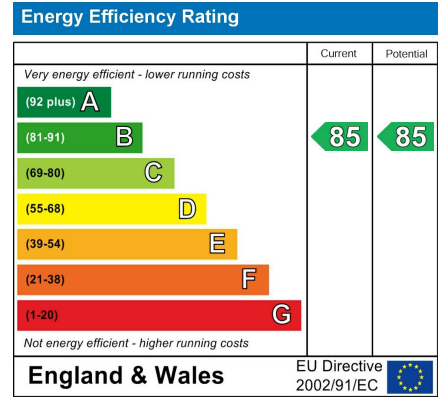 Energy Efficiency Rating
Current Potential
Very energy efficient - lower running costs
(92 plus) A
(81-91) B 85 85
(69-80) C
(55-68) D
(39-54) E
(21-38) F
(1-20) G
Not energy efficient - higher running costs
England & Wales
EU Directive
2002/91/EC